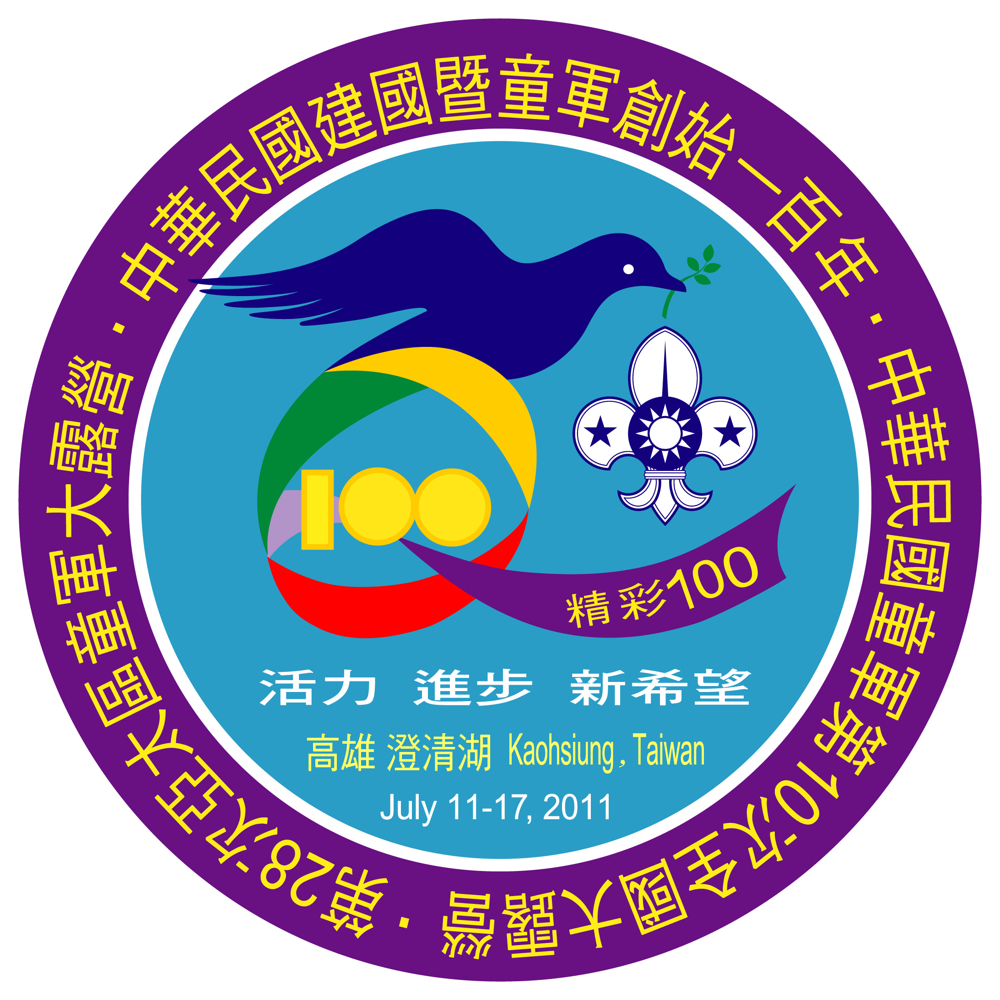 中華民國建國暨童軍創始一百年
·
中華民國童軍第10次全國大露營
·
第28次亞太區童軍大露營
·
100
精彩100
活力 進步 新希望
高雄 澄清湖 Kaohsiung , Taiwan
July 11-17, 2011